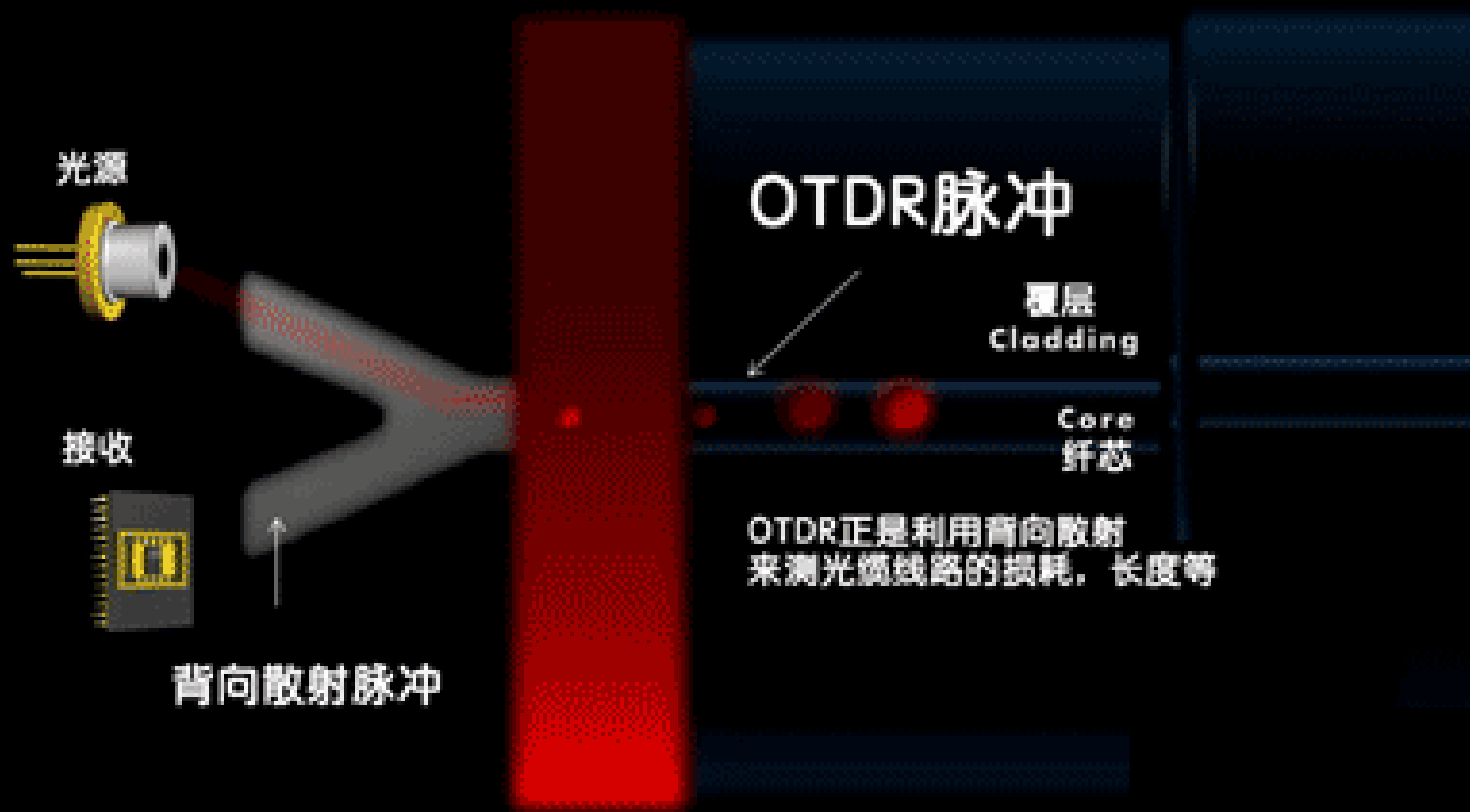 光源
OTDR脉冲
覆层
Cladding
Core
纤芯
接收
OTDR正是利用背向散射
来测光缆线路的损耗，长度等
背向散射脉冲